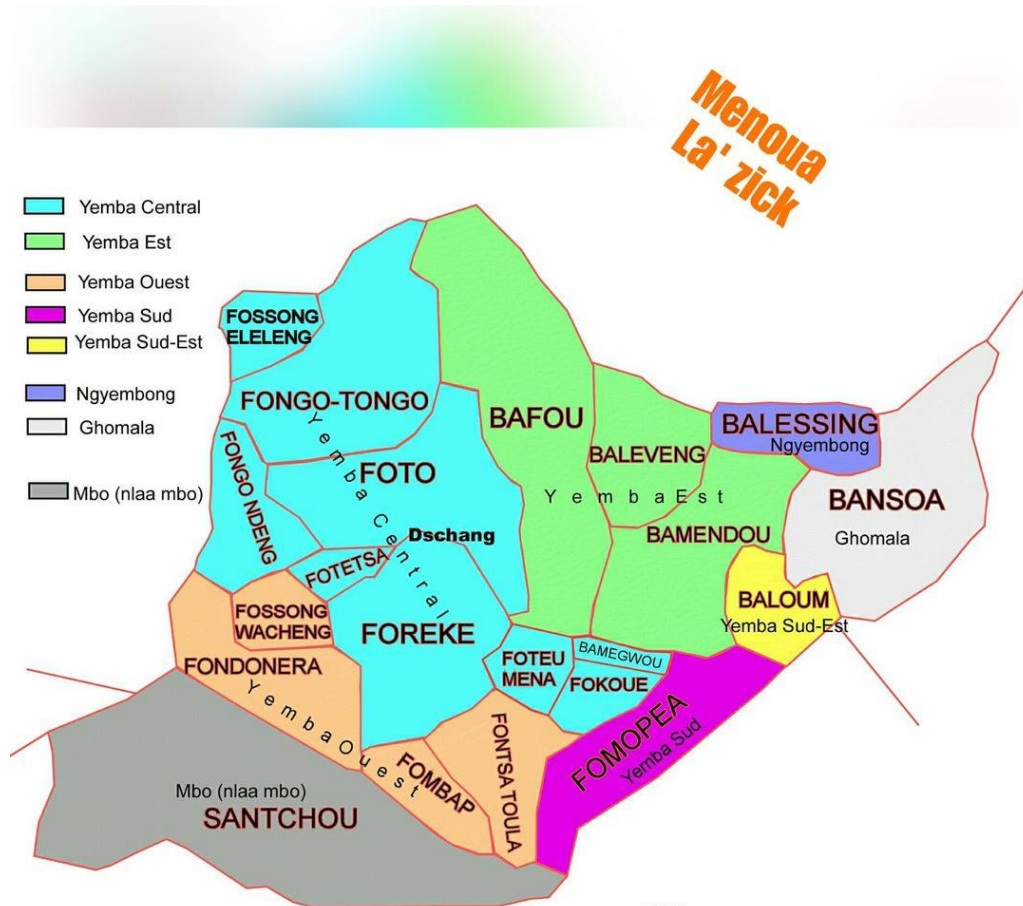 Menoua
La' zick
Yemba Central
Yemba Est
Yemba Ouest
Yemba Sud
Yemba Sud-Est
Ngyembong
Ghomala
Mbo (nlaa mbo)
FOSSONG
ELELENG
FONGO-TONGO
BAFOU
BALESSING
Ngyembong
BALEVENG
FONGO NDENG
FOTO
Yemba Central
Yemba Est
BANSOA
Ghomala
Dschang
BAMENDOU
FOTETSA
FOSSONG
WACHENG
FOREKE
BALOUM
Yemba Sud-Est
FONDONERA
Yemba Ouest
FOTEU
MENA
BAMEGWOU
FOKOUE
FOMOPEA
Yemba Sud
FONTSA TOULA
FOMBAP
Mbo (nlaa mbo)
SANTCHOU